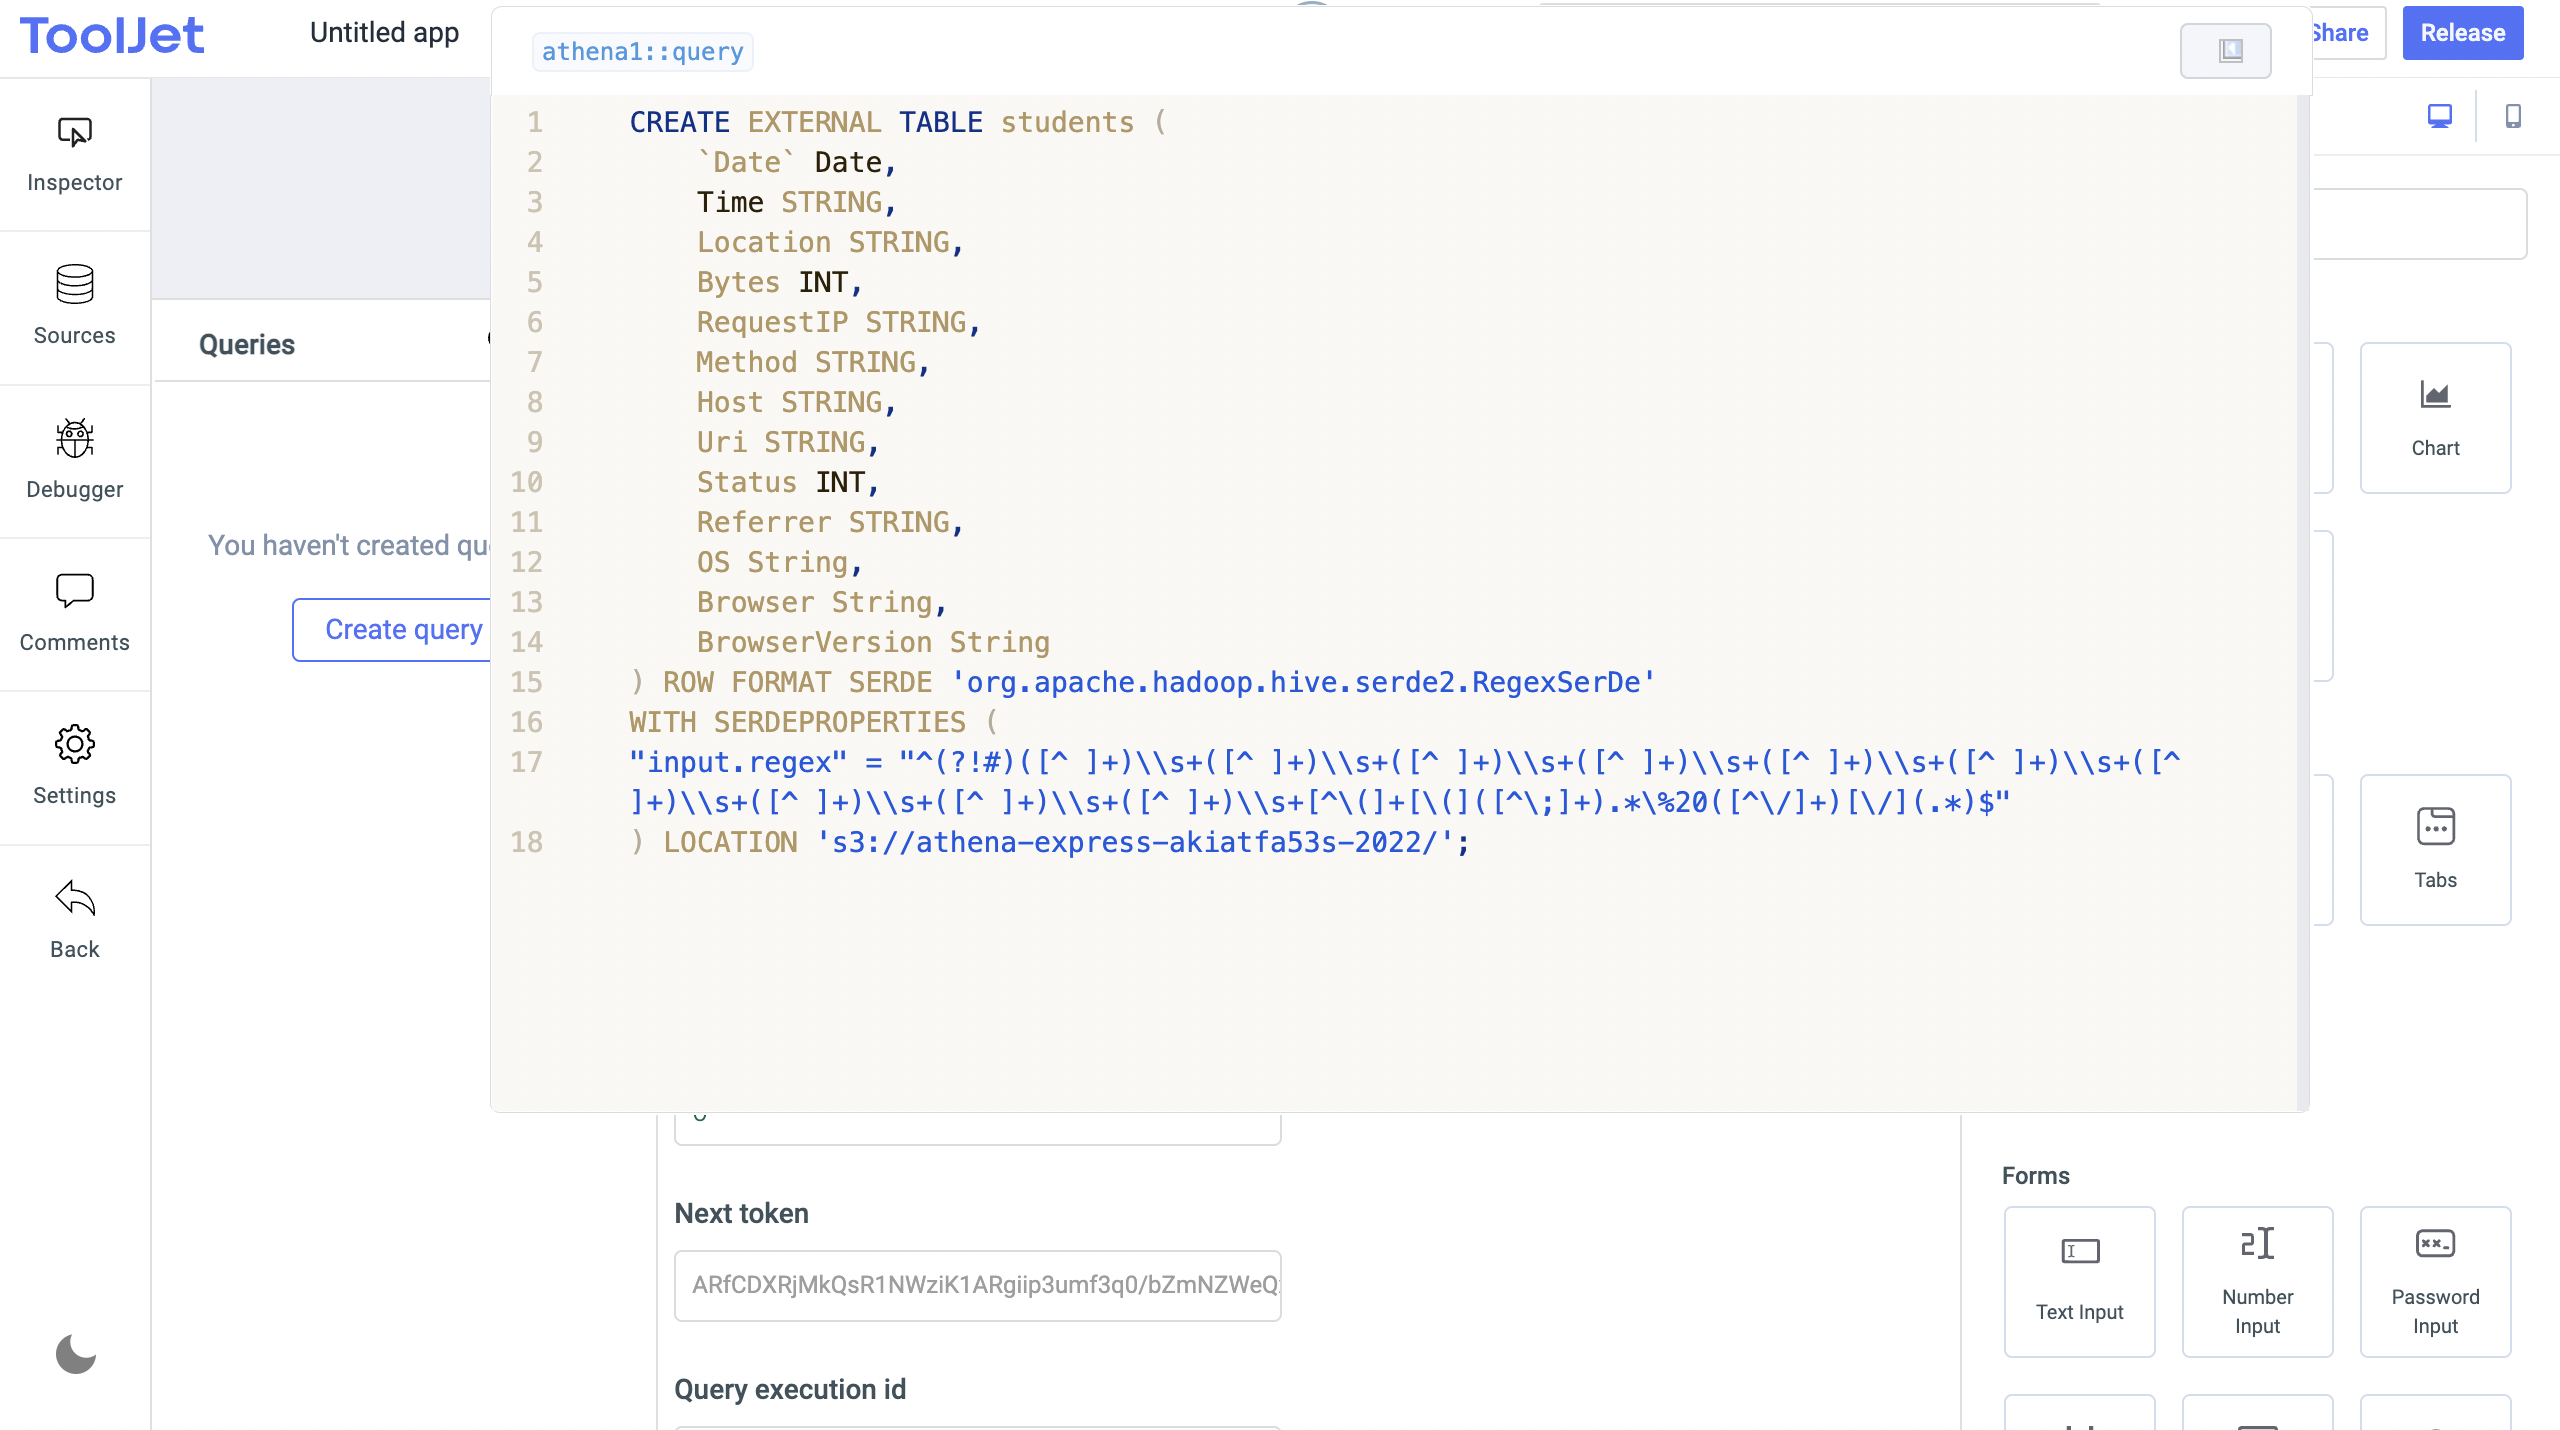 ToolJet
Untitled app
Share
Release
Inspector
Sources
Debugger
Comments
Settings
Back
Queries
You haven't created
Create query
athena1::query
1 CREATE EXTERNAL TABLE students (
2 `Date` Date,
3 Time STRING,
4 Location STRING,
5 Bytes INT,
6 RequestIP STRING,
7 Method STRING,
8 Host STRING,
9 Uri STRING,
10 Status INT,
11 Referrer STRING,
12 OS String,
13 Browser String,
14 BrowserVersion String
15 ) ROW FORMAT SERDE 'org.apache.hadoop.hive.serde2.RegexSerDe'
16 WITH SERDEPROPERTIES (
17 "input.regex" = "^(?!#)([^ ]+)\\s+([^ ]+)\\s+([^ ]+)\\s+([^ ]+)\\s+([^ ]+)\\s+([^ ]+)\\s+([^
]+)\\s+([^ ]+)\\s+([^ ]+)\\s+([^ ]+)\\s+[^\(]+[\(]([^\;]+).*\%20([^\/]+)[\/](.*)$"
18 ) LOCATION 's3://athena-express-akiatfa53s-2022/';
Next token
ARfCDXRjMkQsR1NWziK1ARgiip3umf3q0/bZmNZWeQ
Query execution id
Chart
Tabs
Forms
Text Input
Number
Input
Password
Input